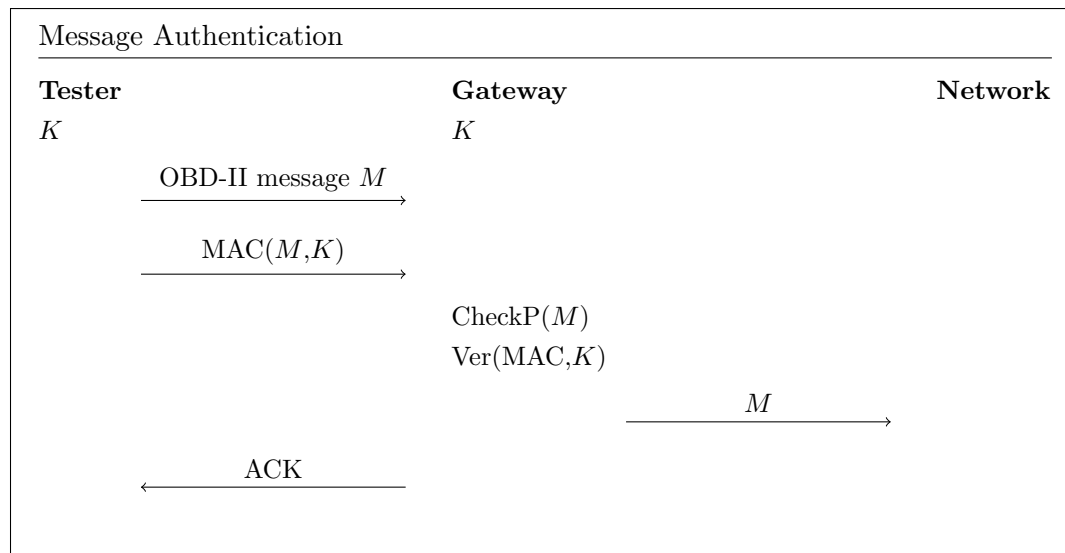 Message Authentication
Tester Gateway Network
K K
OBD-II message M
MAC(M,K)
CheckP(M)
Ver(MAC,K)
M
ACK